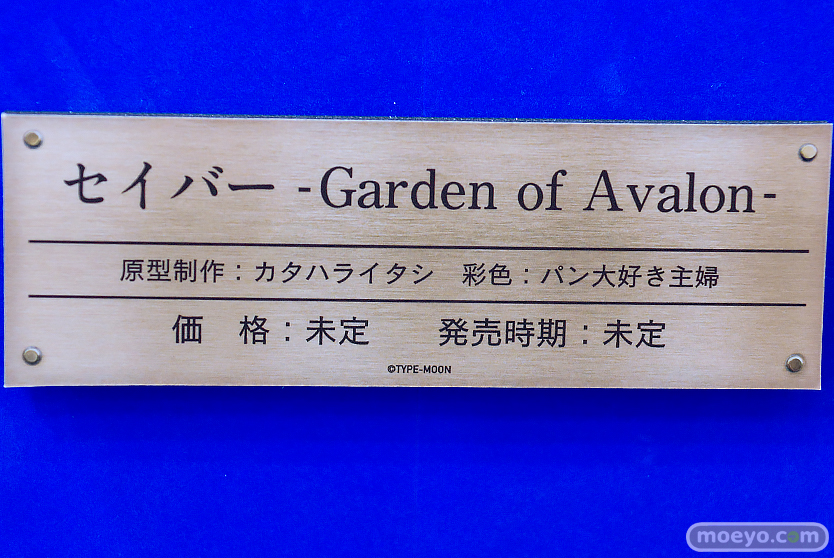 セイバー -Garden of Avalon-
原型制作：カタハライタシ　彩色：パン大好き主婦
価　格：未定　　発売時期：未定
©TYPE-MOON
moeyo.com